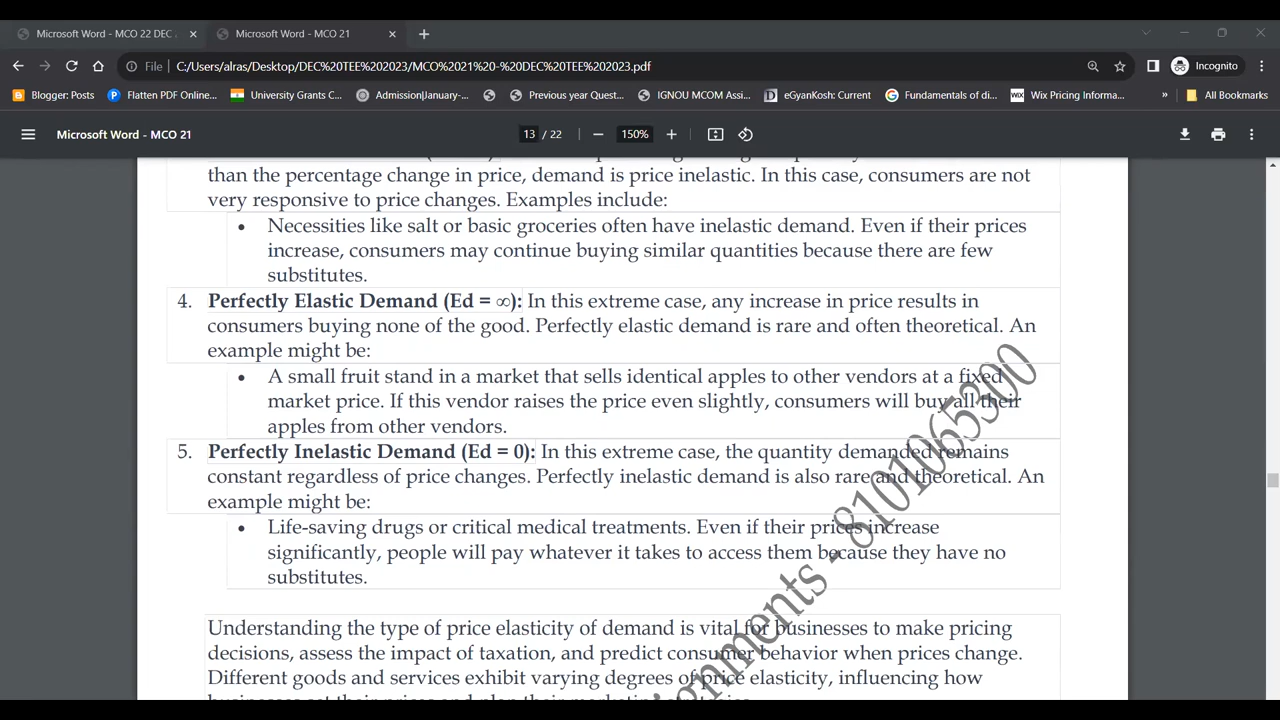 Microsoft Word - MCO 22 DEC
Microsoft Word - MCO 21
File
C:/Users/alras/Desktop/DEC%20TEE%202023/MCO%2021%20-%20DEC%20TEE%202023.pdf
Incognito
Blogger: Posts
Flatten PDF Online...
University Grants C...
Admission|January-...
Previous year Quest...
IGNOU MCOM Assi...
eGyanKosh: Current
Fundamentals of di...
Wix Pricing Informa...
»
All Bookmarks
Microsoft Word - MCO 21
13 / 22
150%
than the percentage change in price, demand is price inelastic. In this case, consumers are not
very responsive to price changes. Examples include:
• Necessities like salt or basic groceries often have inelastic demand. Even if their prices
increase, consumers may continue buying similar quantities because there are few
substitutes.
4. Perfectly Elastic Demand (Ed = ∞): In this extreme case, any increase in price results in
consumers buying none of the good. Perfectly elastic demand is rare and often theoretical. An
example might be:
• A small fruit stand in a market that sells identical apples to other vendors at a fixed
market price. If this vendor raises the price even slightly, consumers will buy all their
apples from other vendors.
5. Perfectly Inelastic Demand (Ed = 0): In this extreme case, the quantity demanded remains
constant regardless of price changes. Perfectly inelastic demand is also rare and theoretical. An
example might be:
• Life-saving drugs or critical medical treatments. Even if their prices increase
significantly, people will pay whatever it takes to access them because they have no
substitutes.
Understanding the type of price elasticity of demand is vital for businesses to make pricing
decisions, assess the impact of taxation, and predict consumer behavior when prices change.
Different goods and services exhibit varying degrees of price elasticity, influencing how
- 8101065300